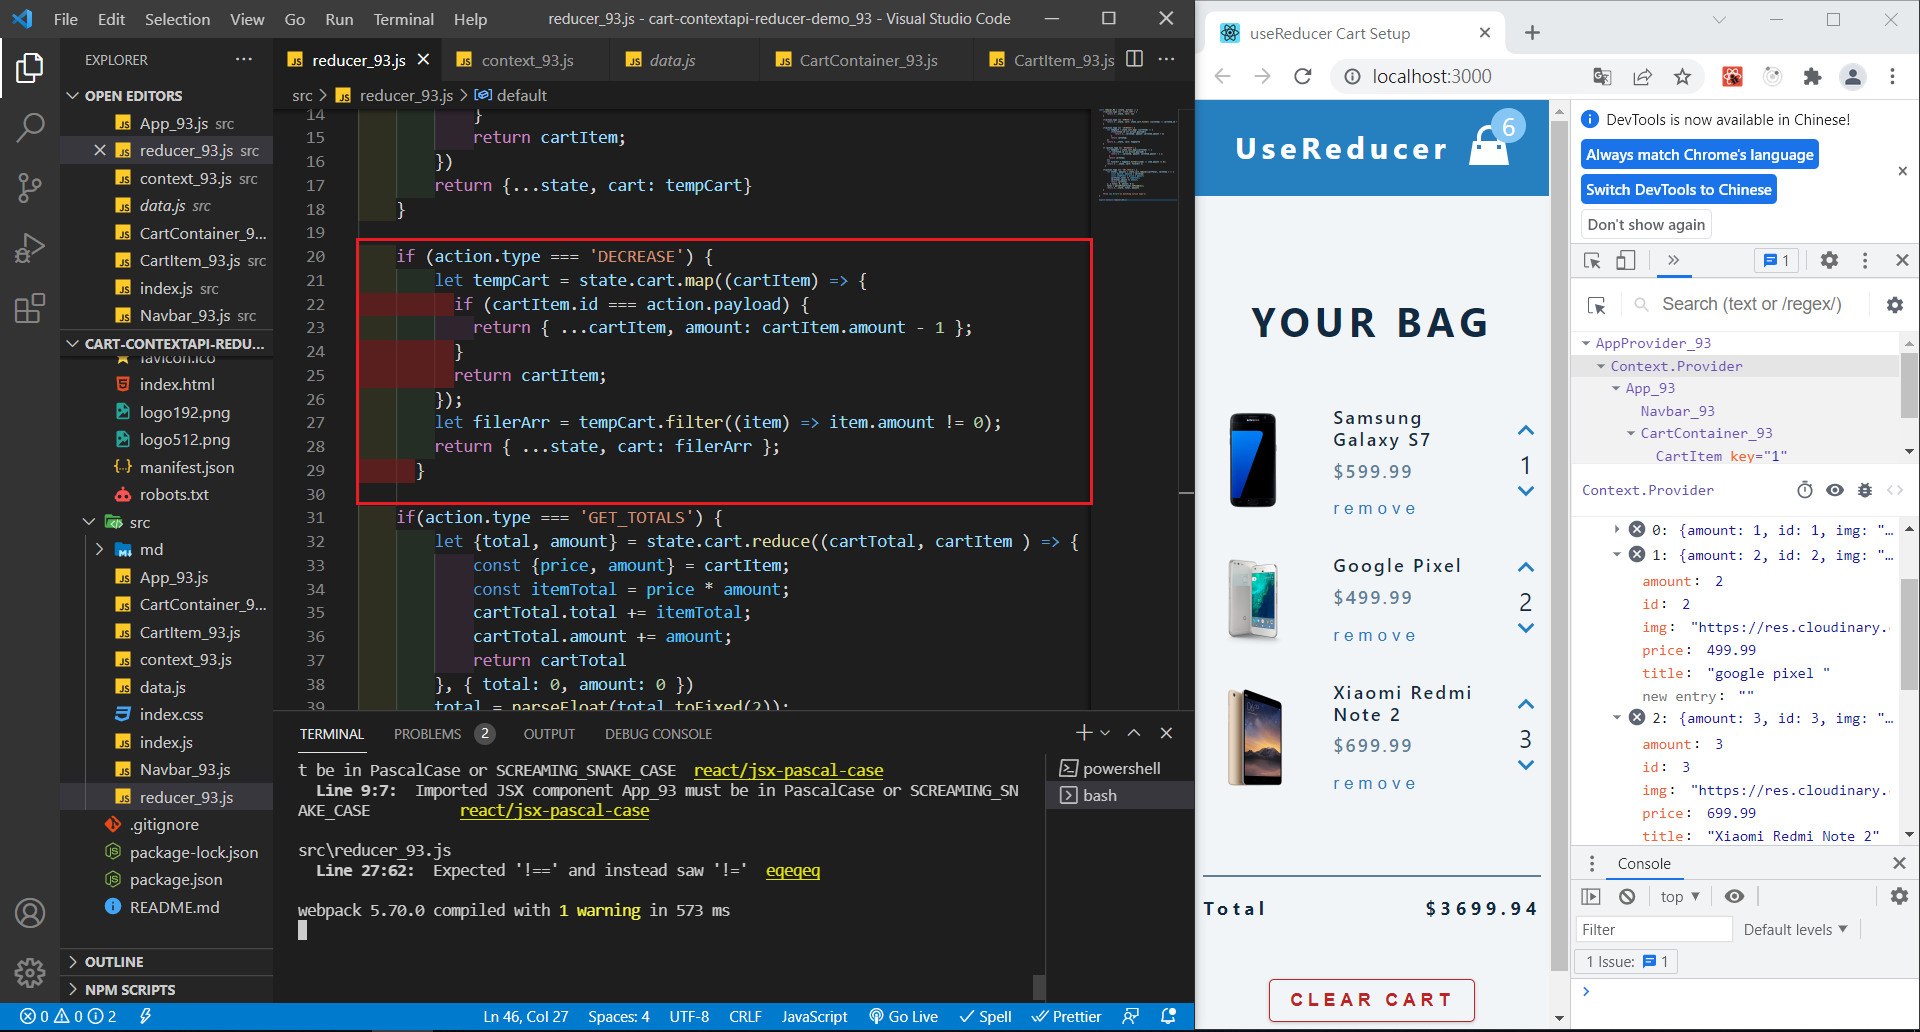 File Edit Selection View Go Run Terminal Help
reducer_93.js - cart-contextapi-reducer-demo_93 - Visual Studio Code
EXPLORER
OPEN EDITORS
App_93.js src
reducer_93.js src
context_93.js src
data.js src
CartContainer_9...
CartItem_93.js src
index.js src
Navbar_93.js src
CART-CONTEXTAPI-REDU...
favicon.ico
index.html
logo192.png
logo512.png
manifest.json
robots.txt
src
md
App_93.js
CartContainer_9...
CartItem_93.js
context_93.js
data.js
index.css
index.js
Navbar_93.js
reducer_93.js
.gitignore
package-lock.json
package.json
README.md
OUTLINE
NPM SCRIPTS
reducer_93.js
context_93.js
data.js
CartContainer_93.js
CartItem_93.js
src > reducer_93.js > default
14 }
15 return cartItem;
16 })
17 return {...state, cart: tempCart}
18 }
19
20 if (action.type === 'DECREASE') {
21 let tempCart = state.cart.map((cartItem) => {
22 if (cartItem.id === action.payload) {
23 return { ...cartItem, amount: cartItem.amount - 1 };
24 }
25 return cartItem;
26 });
27 let filerArr = tempCart.filter((item) => item.amount != 0);
28 return { ...state, cart: filerArr };
29 }
30
31 if(action.type === 'GET_TOTALS') {
32 let {total, amount} = state.cart.reduce((cartTotal, cartItem ) => {
33 const {price, amount} = cartItem;
34 const itemTotal = price * amount;
35 cartTotal.total += itemTotal;
36 cartTotal.amount += amount;
37 return cartTotal
38 }, { total: 0, amount: 0 })
39 total = parseFloat(total.toFixed(2));
TERMINAL PROBLEMS 2 OUTPUT DEBUG CONSOLE
t be in PascalCase or SCREAMING_SNAKE_CASE react/jsx-pascal-case
Line 9:7: Imported JSX component App_93 must be in PascalCase or SCREAMING_SN
AKE_CASE react/jsx-pascal-case
src\reducer_93.js
Line 27:62: Expected '!==' and instead saw '!=' eqeqeq
webpack 5.70.0 compiled with 1 warning in 573 ms
powershell
bash
0 0 2
Ln 46, Col 27 Spaces: 4 UTF-8 CRLF JavaScript Go Live Spell Prettier
useReducer Cart Setup
localhost:3000
UseReducer
6
YOUR BAG
Samsung
Galaxy S7
$599.99
remove
1
Google Pixel
$499.99
remove
2
Xiaomi Redmi
Note 2
$699.99
remove
3
Total $3699.94
CLEAR CART
DevTools is now available in Chinese!
Always match Chrome's language
Switch DevTools to Chinese
Don't show again
1
Search (text or /regex/)
AppProvider_93
Context.Provider
App_93
Navbar_93
CartContainer_93
CartItem key="1"
Context.Provider
0: {amount: 1, id: 1, img: "...
1: {amount: 2, id: 2, img: "...
amount: 2
id: 2
img: "https://res.cloudinary.
price: 499.99
title: "google pixel "
new entry: ""
2: {amount: 3, id: 3, img: "...
amount: 3
id: 3
img: "https://res.cloudinary.
price: 699.99
title: "Xiaomi Redmi Note 2"
Console
top
Filter
Default levels
1 Issue: 1